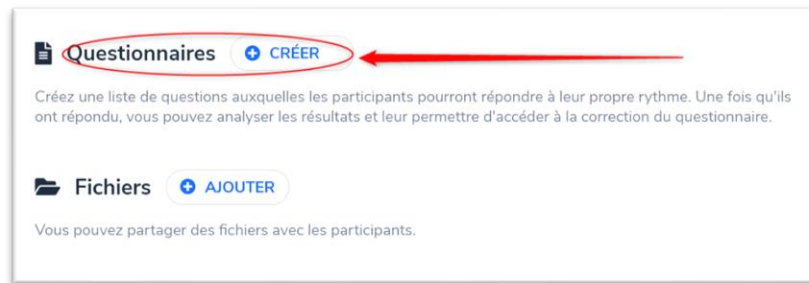 Questionnaires CRÉER
Créez une liste de questions auxquelles les participants pourront répondre à leur propre rythme. Une fois qu'ils
ont répondu, vous pouvez analyser les résultats et leur permettre d'accéder à la correction du questionnaire.
Fichiers AJOUTER
Vous pouvez partager des fichiers avec les participants.